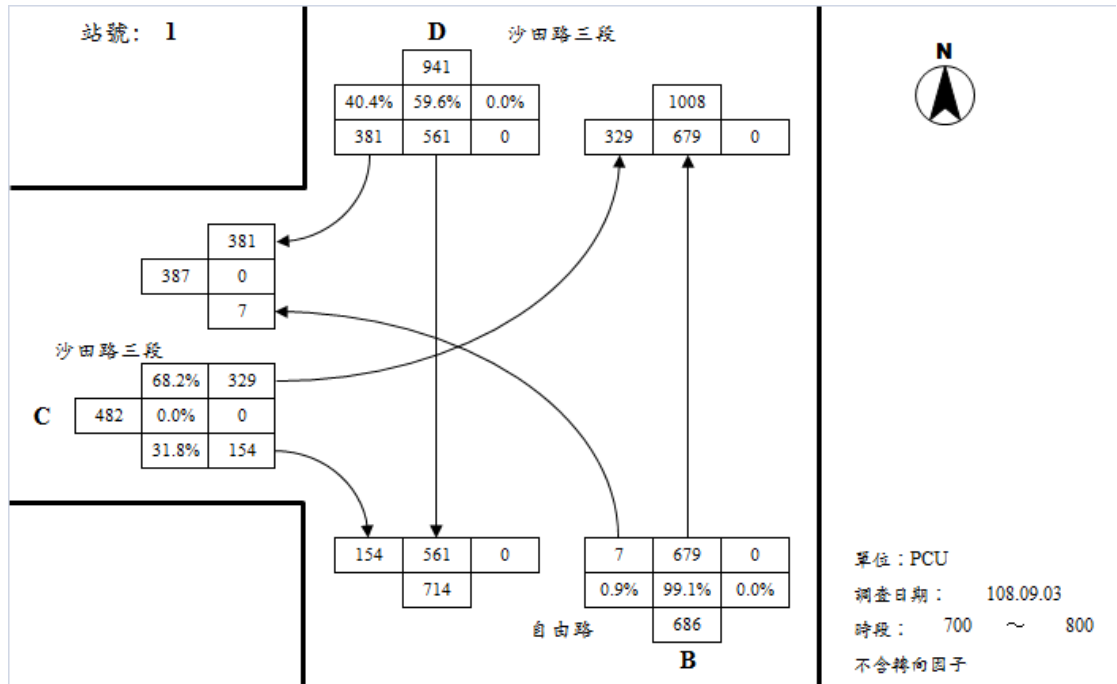 站號： 1
D 沙田路三段
N
941
40.4% 59.6% 0.0%
381 561 0
1008
329 679 0
381
387 0
7
沙田路三段
68.2% 329
C 482 0.0% 0
31.8% 154
154 561 0
714
7 679 0
0.9% 99.1% 0.0%
686
自由路
B
單位：PCU
調查日期： 108.09.03
時段： 700 ～ 800
不含轉向因子